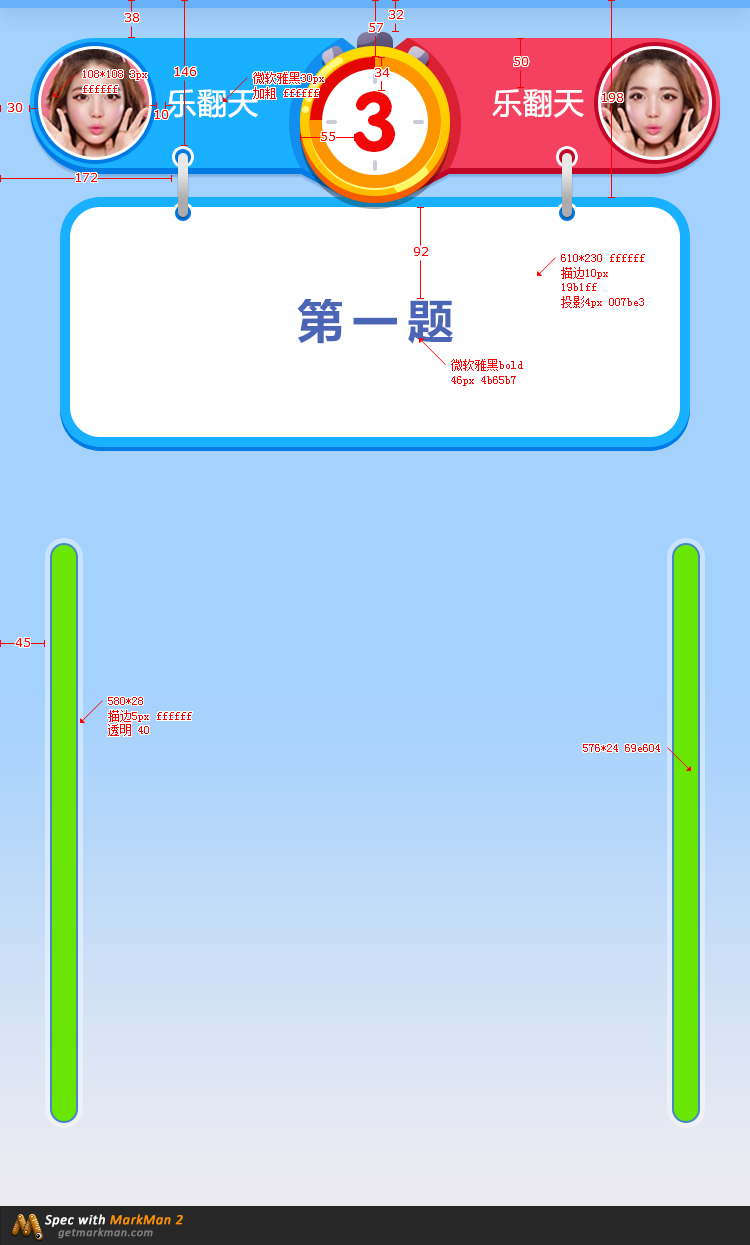 38
32
57
146
108*108 3px
ffffff
微软雅黑30px
加粗 ffffff
34
50
30
10
乐翻天
3
乐翻天
198
55
172
92
610*230 ffffff
描边10px
19b1ff
投影4px 007be3
第一题
微软雅黑bold
46px 4b65b7
45
580*28
描边5px ffffff
透明 40
576*24 69e604
Spec with MarkMan 2
getmarkman.com